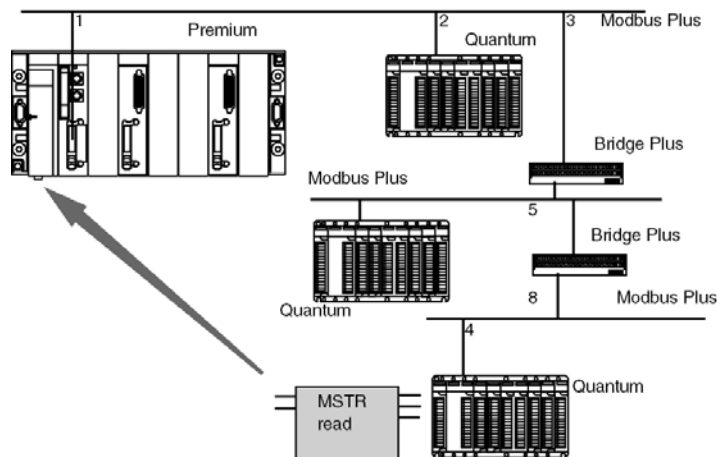 1
2
3
Modbus Plus
Premium
Quantum
Bridge Plus
Modbus Plus
5
Bridge Plus
Quantum
8
Modbus Plus
4
MSTR
read
Quantum